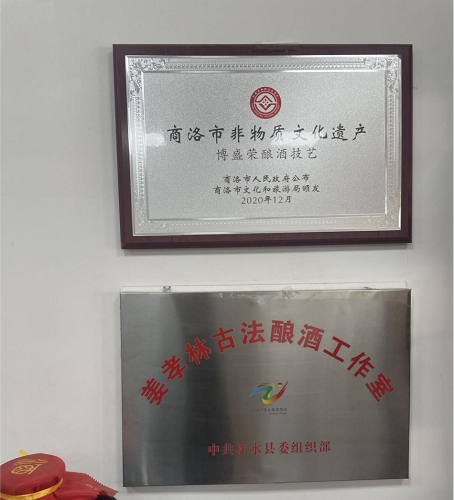 商洛市非物质文化遗产
博盛荣酿酒技艺
商洛市人民政府公布
商洛市文化和旅游局颁发
2020年12月
姜孝林古法酿酒工作室
中共柞水县委组织部